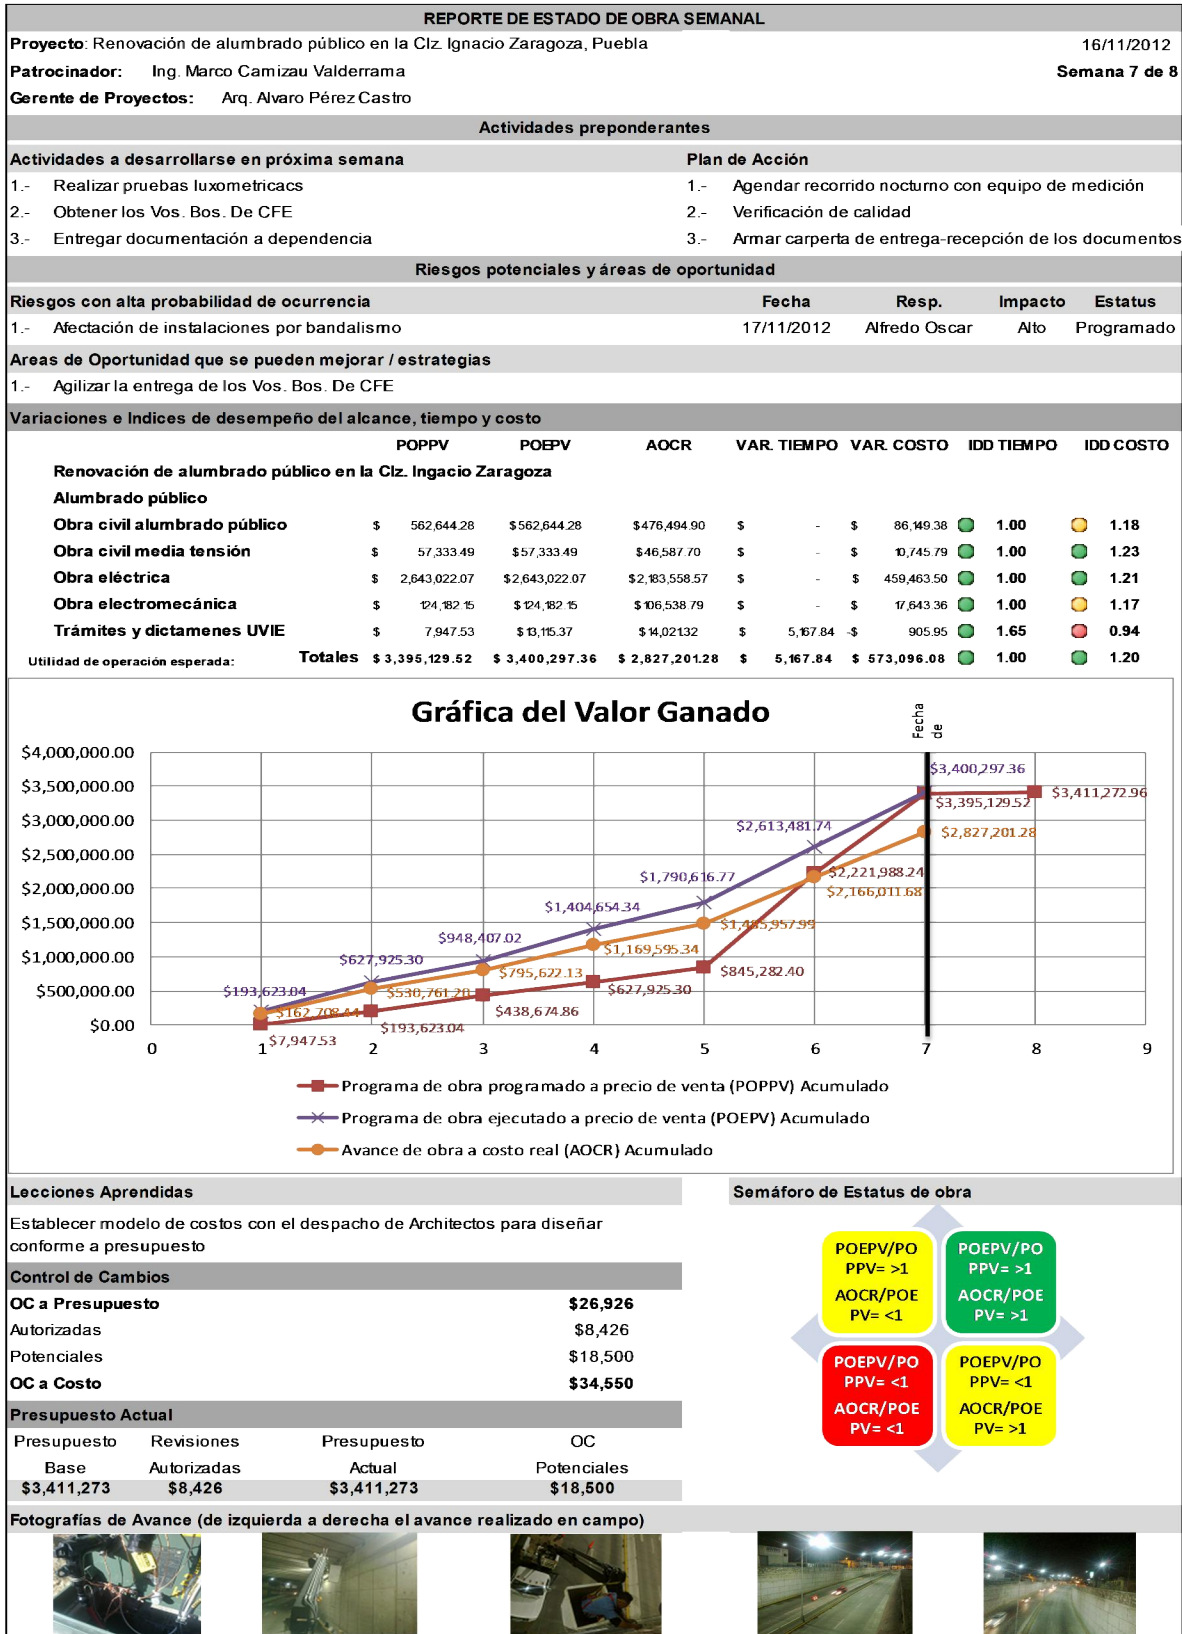 REPORTE DE ESTADO DE OBRA SEMANAL
Proyecto: Renovación de alumbrado público en la Clz. Ignacio Zaragoza, Puebla 16/11/2012
Patrocinador: Ing. Marco Camizau Valderrama Semana 7 de 8
Gerente de Proyectos: Arq. Alvaro Pérez Castro
Actividades preponderantes
Actividades a desarrollarse en próxima semana Plan de Acción
1.- Realizar pruebas luxometricacs 1.- Agendar recorrido nocturno con equipo de medición
2.- Obtener los Vos. Bos. De CFE 2.- Verificación de calidad
3.- Entregar documentación a dependencia 3.- Armar carperta de entrega-recepción de los documentos
Riesgos potenciales y áreas de oportunidad
Riesgos con alta probabilidad de ocurrencia Fecha Resp. Impacto Estatus
1.- Afectación de instalaciones por bandalismo 17/11/2012 Alfredo Oscar Alto Programado
Areas de Oportunidad que se pueden mejorar / estrategias
1.- Agilizar la entrega de los Vos. Bos. De CFE
Variaciones e Indices de desempeño del alcance, tiempo y costo
POPPV POEPV AOCR VAR. TIEMPO VAR. COSTO IDD TIEMPO IDD COSTO
Renovación de alumbrado público en la Clz. Ingacio Zaragoza
Alumbrado público
Obra civil alumbrado público $ 562,644.28 $562,644.28 $476,494.90 $ - $ 86,149.38 1.00 1.18
Obra civil media tensión $ 57,333.49 $57,333.49 $46,587.70 $ - $ 10,745.79 1.00 1.23
Obra eléctrica $ 2,643,022.07 $2,643,022.07 $2,183,558.57 $ - $ 459,463.50 1.00 1.21
Obra electromecánica $ 124,182.15 $124,182.15 $106,538.79 $ - $ 17,643.36 1.00 1.17
Trámites y dictamenes UVIE $ 7,947.53 $13,115.37 $14,021.32 $ 5,167.84 -$ 905.95 1.65 0.94
Utilidad de operación esperada: Totales $ 3,395,129.52 $ 3,400,297.36 $ 2,827,201.28 $ 5,167.84 $ 573,096.08 1.00 1.20
Gráfica del Valor Ganado
Fecha de
$4,000,000.00
$3,500,000.00
$3,000,000.00
$2,500,000.00
$2,000,000.00
$1,500,000.00
$1,000,000.00
$500,000.00
$0.00
$3,400,297.36
$3,395,129.52
$3,411,272.96
$2,827,201.28
$2,613,481.74
$2,221,988.24
$2,166,011.68
$1,790,616.77
$1,485,957.99
$845,282.40
$1,404,654.34
$1,169,595.34
$627,925.30
$948,407.02
$795,622.13
$438,674.86
$627,925.30
$530,761.28
$193,623.04
$193,623.04
$162,708.44
$7,947.53
0 1 2 3 4 5 6 7 8 9
Programa de obra programado a precio de venta (POPPV) Acumulado
Programa de obra ejecutado a precio de venta (POEPV) Acumulado
Avance de obra a costo real (AOCR) Acumulado
Lecciones Aprendidas Semáforo de Estatus de obra
Establecer modelo de costos con el despacho de Architectos para diseñar
conforme a presupuesto
Control de Cambios
OC a Presupuesto $26,926
Autorizadas $8,426
Potenciales $18,500
OC a Costo $34,550
Presupuesto Actual
Presupuesto Revisiones Presupuesto OC
Base Autorizadas Actual Potenciales
$3,411,273 $8,426 $3,411,273 $18,500
POEPV/PO
PPV= >1
AOCR/POE
PV= <1
POEPV/PO
PPV= >1
AOCR/POE
PV= >1
POEPV/PO
PPV= <1
AOCR/POE
PV= <1
POEPV/PO
PPV= <1
AOCR/POE
PV= >1
Fotografías de Avance (de izquierda a derecha el avance realizado en campo)